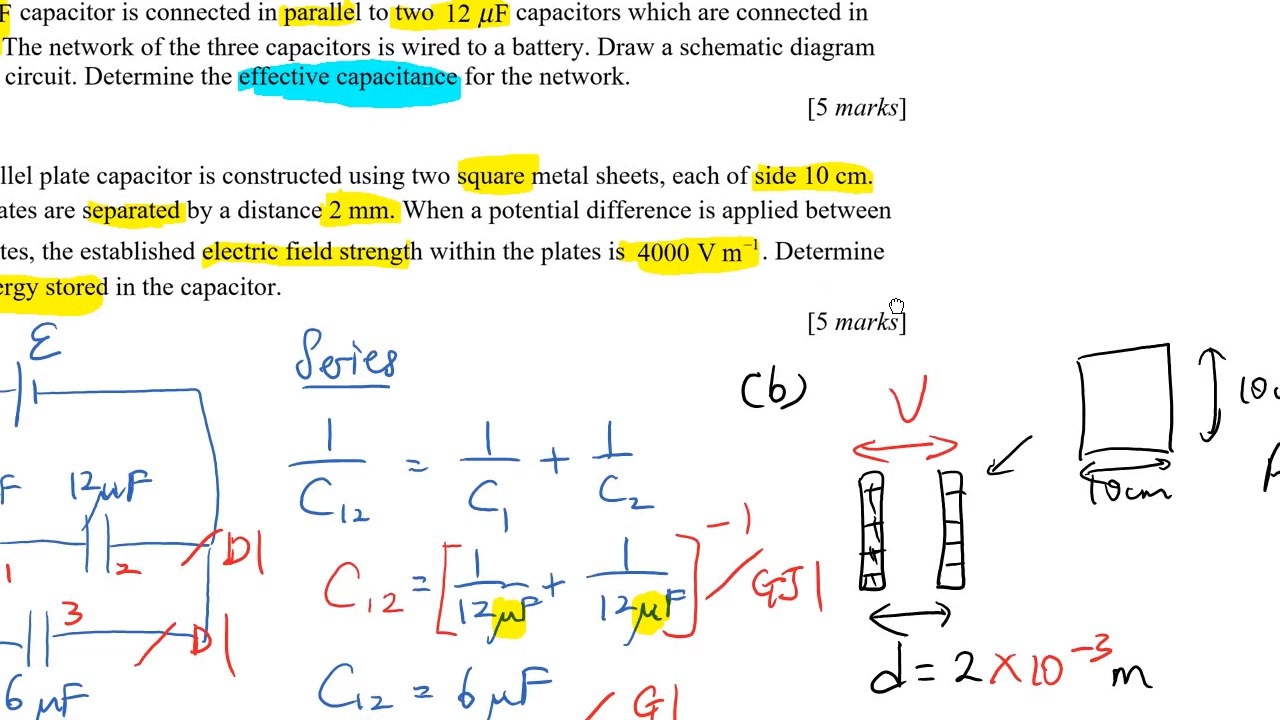 F capacitor is connected in parallel to two 12 μF capacitors which are connected in
The network of the three capacitors is wired to a battery. Draw a schematic diagram
circuit. Determine the effective capacitance for the network.
[5 marks]
llel plate capacitor is constructed using two square metal sheets, each of side 10 cm.
ates are separated by a distance 2 mm. When a potential difference is applied between
tes, the established electric field strength within the plates is 4000 V m⁻¹. Determine
ergy stored in the capacitor.
[5 marks]
ε
Series
(b)
V
10c
10cm
1/C₁₂ = 1/C₁ + 1/C₂
F 12μF
1 2 D1
C₁₂ = [1/12μF + 1/12μF]⁻¹ GJ1
3 D1
6μF
C₁₂ = 6μF G1
d = 2 × 10⁻³ m